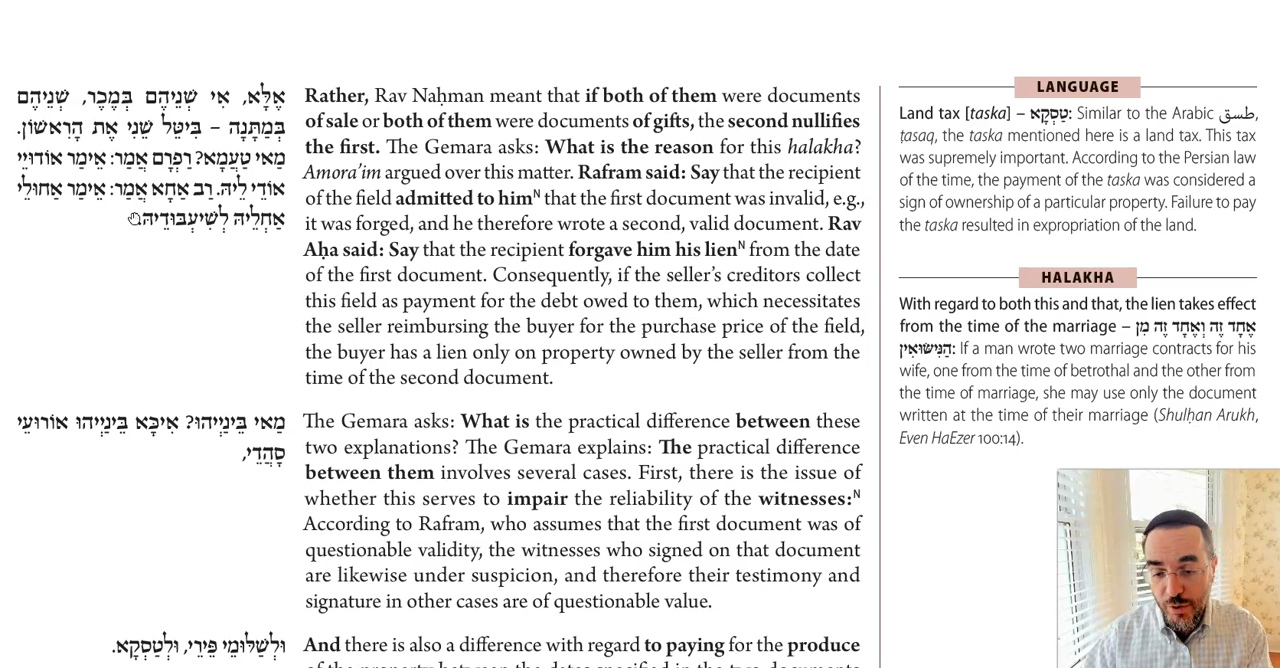 אֶלָּא, אִי שְׁנֵיהֶם בְּמֶכֶר, שְׁנֵיהֶם
בְּמַתָּנָה – בִּיטֵּל שֵׁנִי אֶת הָרִאשׁוֹן.
מַאי טַעֲמָא? רַפְרָם אֲמַר: אֵימַר אוֹדוֹיֵי
אוֹדִי לֵיהּ. רַב אַחָא אֲמַר: אֵימַר אַחוֹלֵי
אַחְלֵיהּ לְשִׁיעְבּוּדֵיהּ.
Rather, Rav Naḥman meant that if both of them were documents
of sale or both of them were documents of gifts, the second nullifies
the first. The Gemara asks: What is the reason for this halakha?
Amora'im argued over this matter. Rafram said: Say that the recipient
of the field admitted to himᴺ that the first document was invalid, e.g.,
it was forged, and he therefore wrote a second, valid document. Rav
Aḥa said: Say that the recipient forgave him his lienᴺ from the date
of the first document. Consequently, if the seller's creditors collect
this field as payment for the debt owed to them, which necessitates
the seller reimbursing the buyer for the purchase price of the field,
the buyer has a lien only on property owned by the seller from the
time of the second document.
מַאי בֵּינַיְיהוּ? אִיכָּא בֵּינַיְיהוּ אוֹרוּעֵי
סָהֲדֵי,
The Gemara asks: What is the practical difference between these
two explanations? The Gemara explains: The practical difference
between them involves several cases. First, there is the issue of
whether this serves to impair the reliability of the witnesses:ᴺ
According to Rafram, who assumes that the first document was of
questionable validity, the witnesses who signed on that document
are likewise under suspicion, and therefore their testimony and
signature in other cases are of questionable value.
וּלְשַׁלּוּמֵי פֵּירֵי, וּלְטַסְקָא.
And there is also a difference with regard to paying for the produce
LANGUAGE
Land tax [taska] – טַסְקָא: Similar to the Arabic طسق,
ṭasaq, the taska mentioned here is a land tax. This tax
was supremely important. According to the Persian law
of the time, the payment of the taska was considered a
sign of ownership of a particular property. Failure to pay
the taska resulted in expropriation of the land.
HALAKHA
With regard to both this and that, the lien takes effect
from the time of the marriage – אֶחָד זֶה וְאֶחָד זֶה מִן
הַנִּישּׂוּאִין: If a man wrote two marriage contracts for his
wife, one from the time of betrothal and the other from
the time of marriage, she may use only the document
written at the time of their marriage (Shulḥan Arukh,
Even HaEzer 100:14).